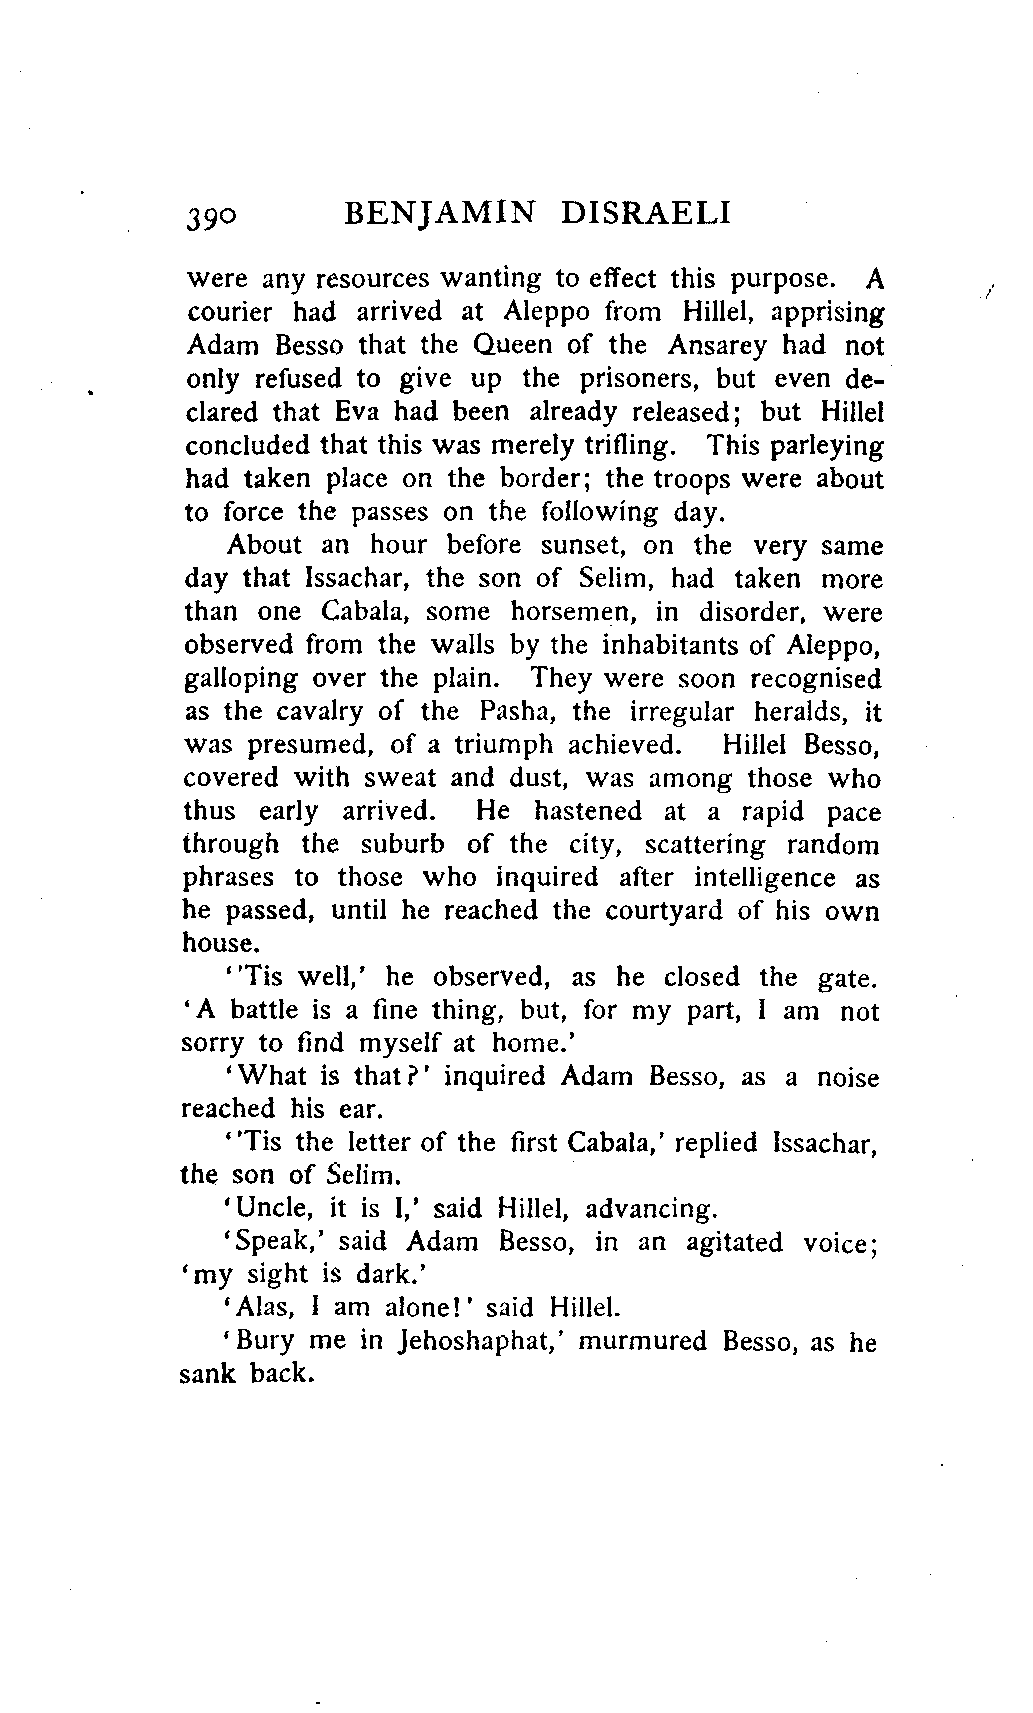 390 BENJAMIN DISRAELI
were any resources wanting to effect this purpose. A
courier had arrived at Aleppo from Hillel, apprising
Adam Besso that the Queen of the Ansarey had not
only refused to give up the prisoners, but even de-
clared that Eva had been already released; but Hillel
concluded that this was merely trifling. This parleying
had taken place on the border; the troops were about
to force the passes on the following day.
About an hour before sunset, on the very same
day that Issachar, the son of Selim, had taken more
than one Cabala, some horsemen, in disorder, were
observed from the walls by the inhabitants of Aleppo,
galloping over the plain. They were soon recognised
as the cavalry of the Pasha, the irregular heralds, it
was presumed, of a triumph achieved. Hillel Besso,
covered with sweat and dust, was among those who
thus early arrived. He hastened at a rapid pace
through the suburb of the city, scattering random
phrases to those who inquired after intelligence as
he passed, until he reached the courtyard of his own
house.
‘’Tis well,’ he observed, as he closed the gate.
‘A battle is a fine thing, but, for my part, I am not
sorry to find myself at home.’
‘What is that?’ inquired Adam Besso, as a noise
reached his ear.
‘’Tis the letter of the first Cabala,’ replied Issachar,
the son of Selim.
‘Uncle, it is I,’ said Hillel, advancing.
‘Speak,’ said Adam Besso, in an agitated voice;
‘my sight is dark.’
‘Alas, I am alone!’ said Hillel.
‘Bury me in Jehoshaphat,’ murmured Besso, as he
sank back.